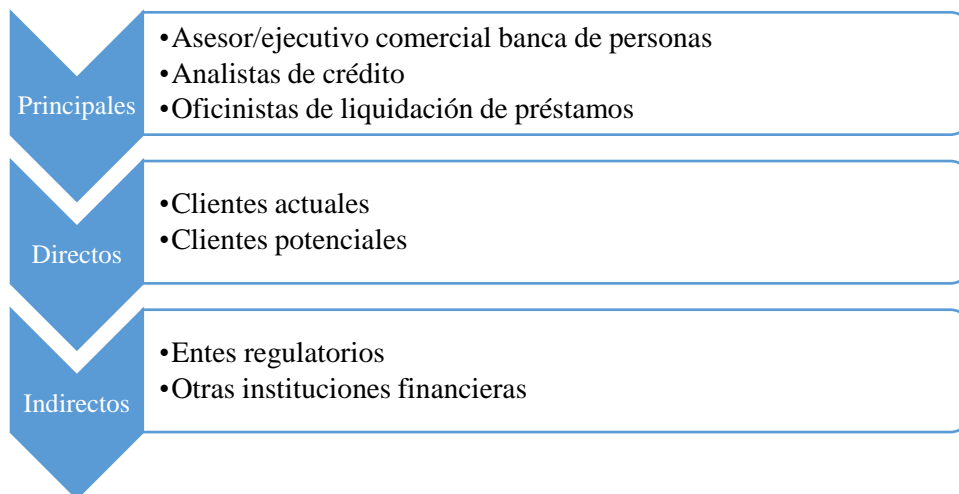 Principales
•Asesor/ejecutivo comercial banca de personas
•Analistas de crédito
•Oficinistas de liquidación de préstamos
Directos
•Clientes actuales
•Clientes potenciales
Indirectos
•Entes regulatorios
•Otras instituciones financieras